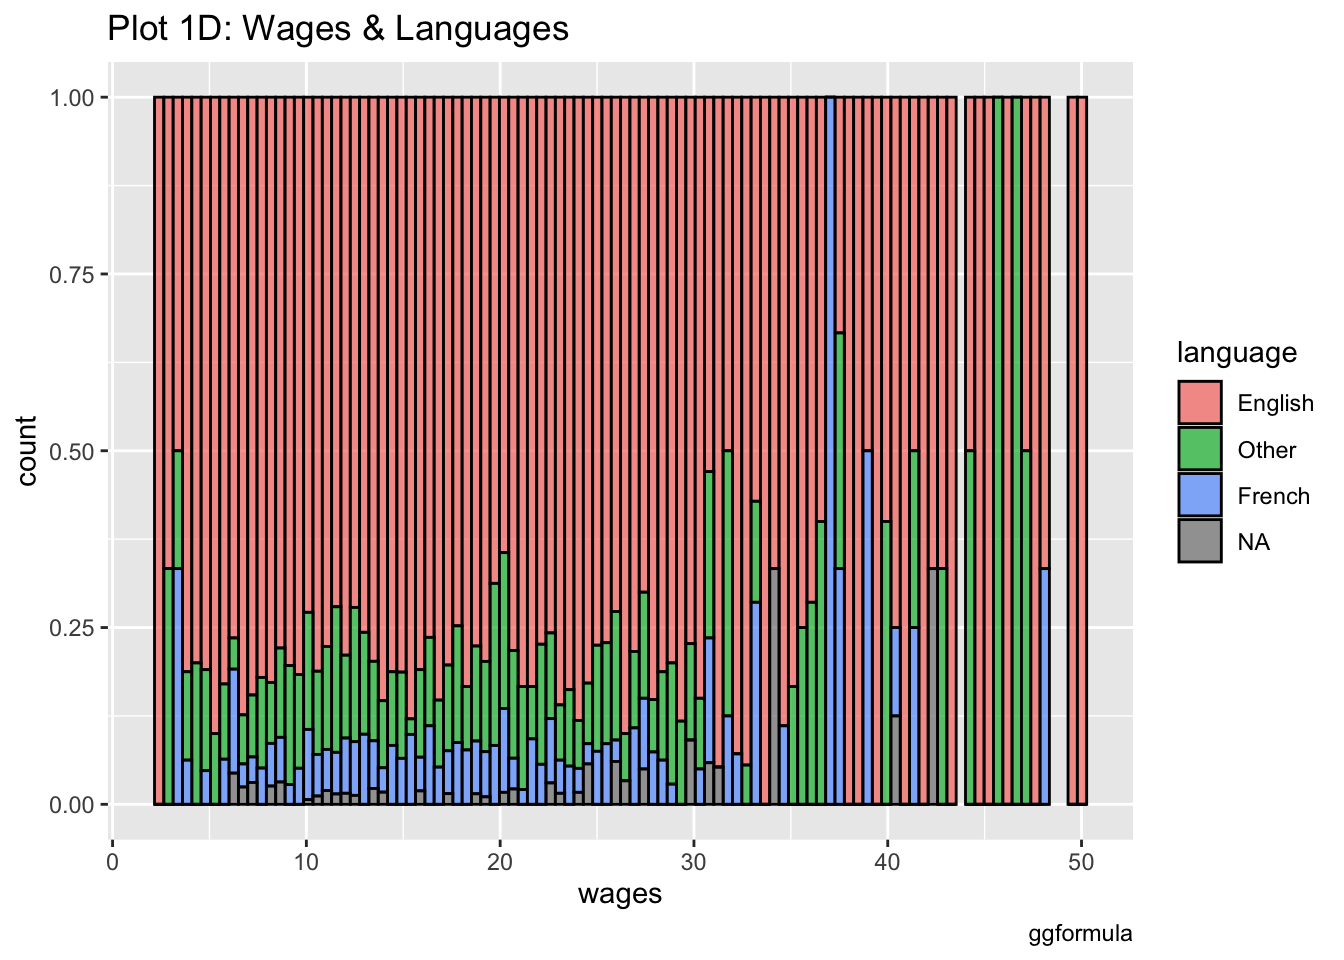 Plot 1D: Wages & Languages
count
1.00
0.75
0.50
0.25
0.00
0 10 20 30 40 50
wages
language
English
Other
French
NA
ggformula